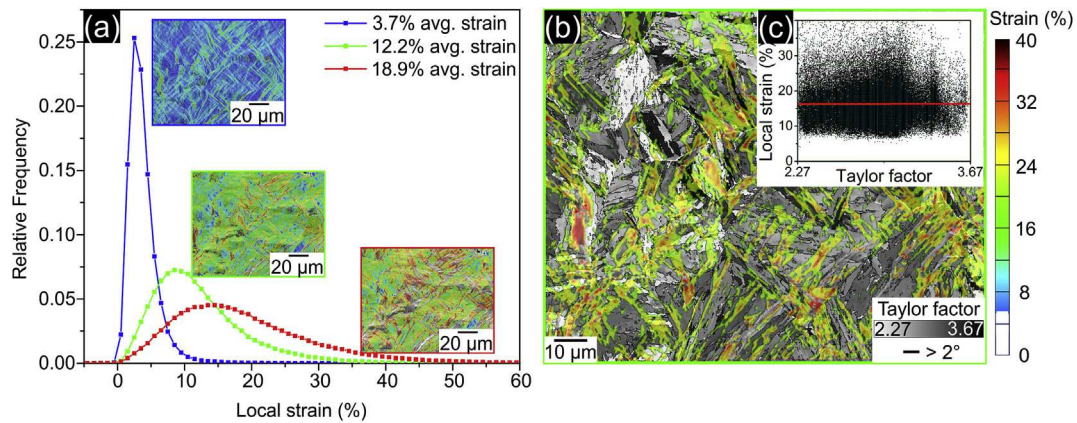 (a)
3.7% avg. strain
12.2% avg. strain
18.9% avg. strain
20 µm
20 µm
20 µm
0.25
0.20
0.15
0.10
0.05
0.00
Relative Frequency
0 10 20 30 40 50 60
Local strain (%)
(b)
10 µm
Taylor factor
2.27 3.67
> 2°
(c)
Local strain (%)
30
20
10
0
2.27 3.67
Taylor factor
Strain (%)
40
32
24
16
8
0